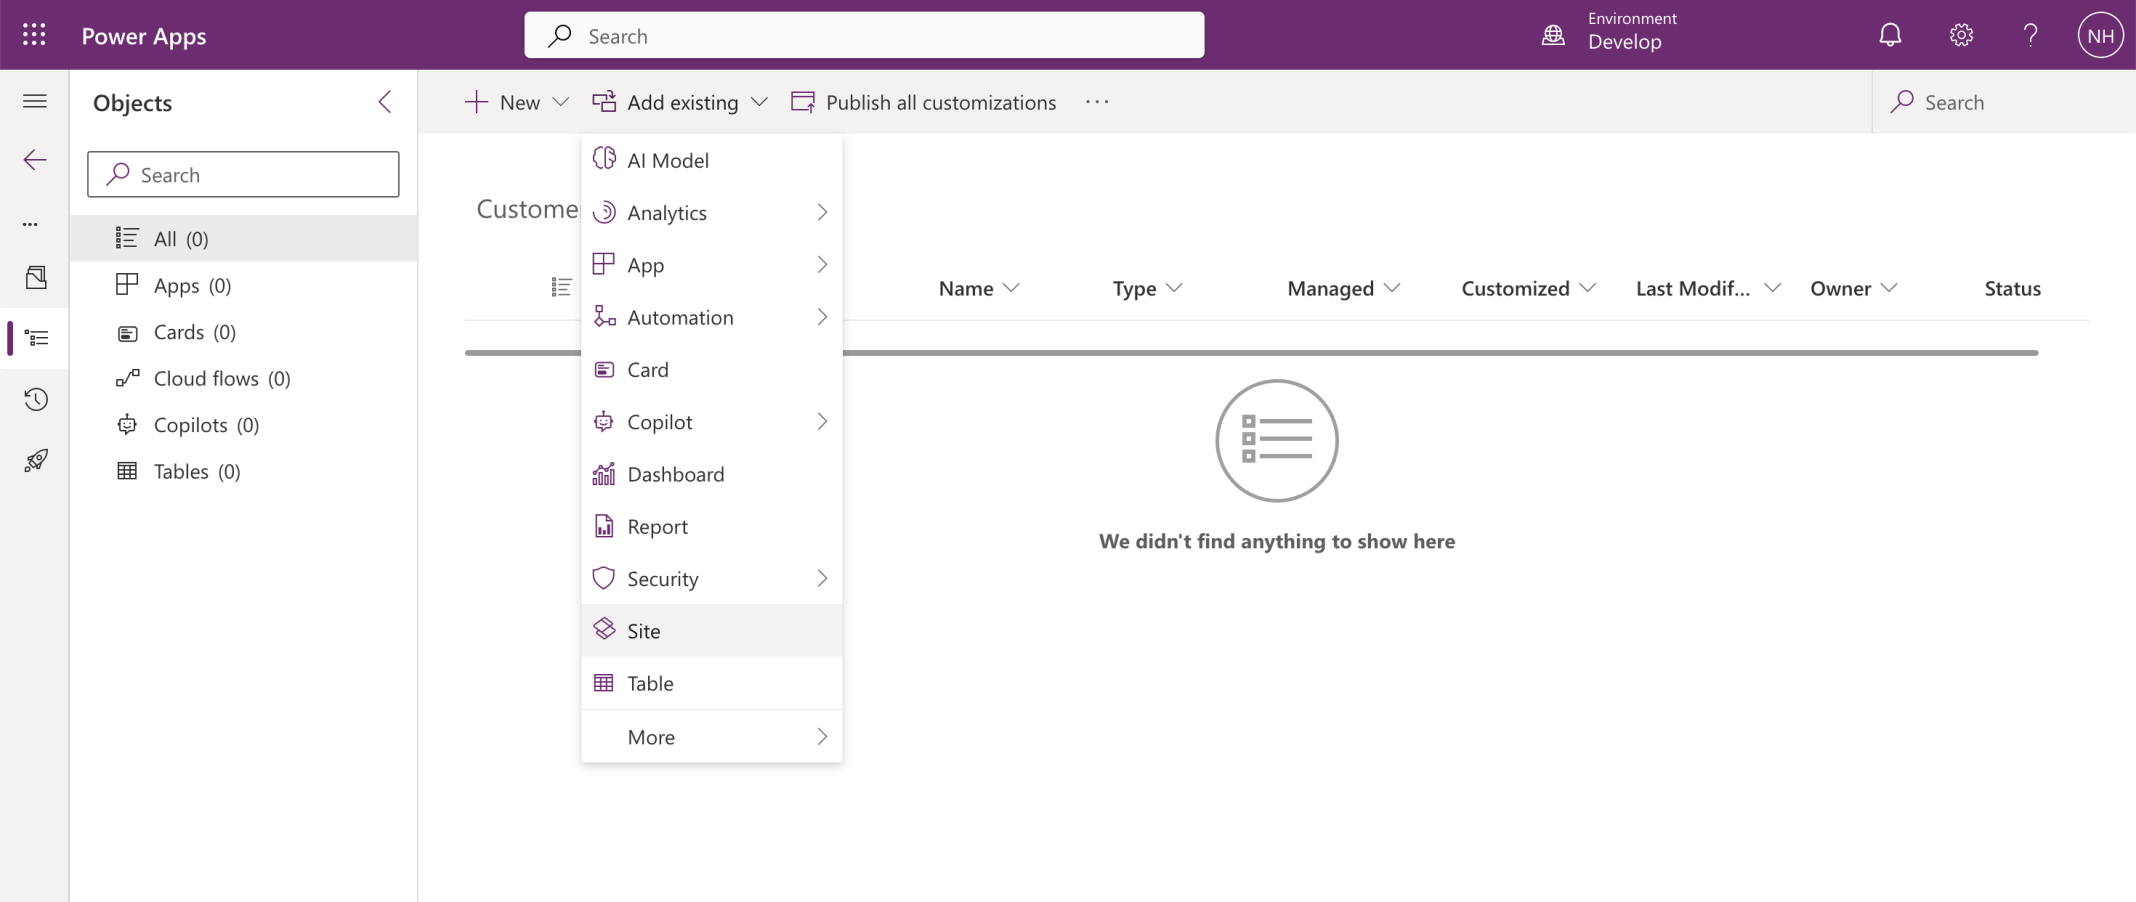 Power Apps
Search
Environment
Develop
NH
Objects
New
Add existing
Publish all customizations
Search
Search
All (0)
Apps (0)
Cards (0)
Cloud flows (0)
Copilots (0)
Tables (0)
AI Model
Analytics
App
Automation
Card
Copilot
Dashboard
Report
Security
Site
Table
More
Custome
Name
Type
Managed
Customized
Last Modif...
Owner
Status
We didn't find anything to show here